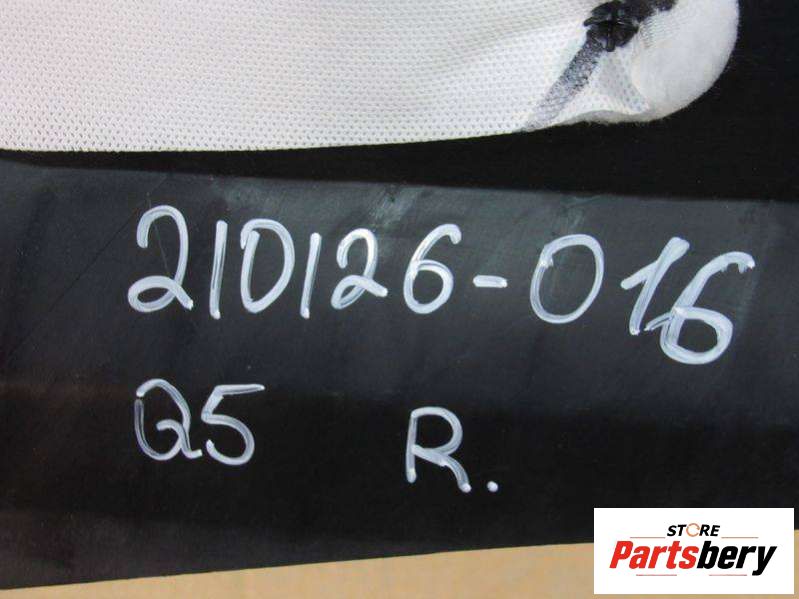 210126-016
Q5 R.
STORE
Partsbery